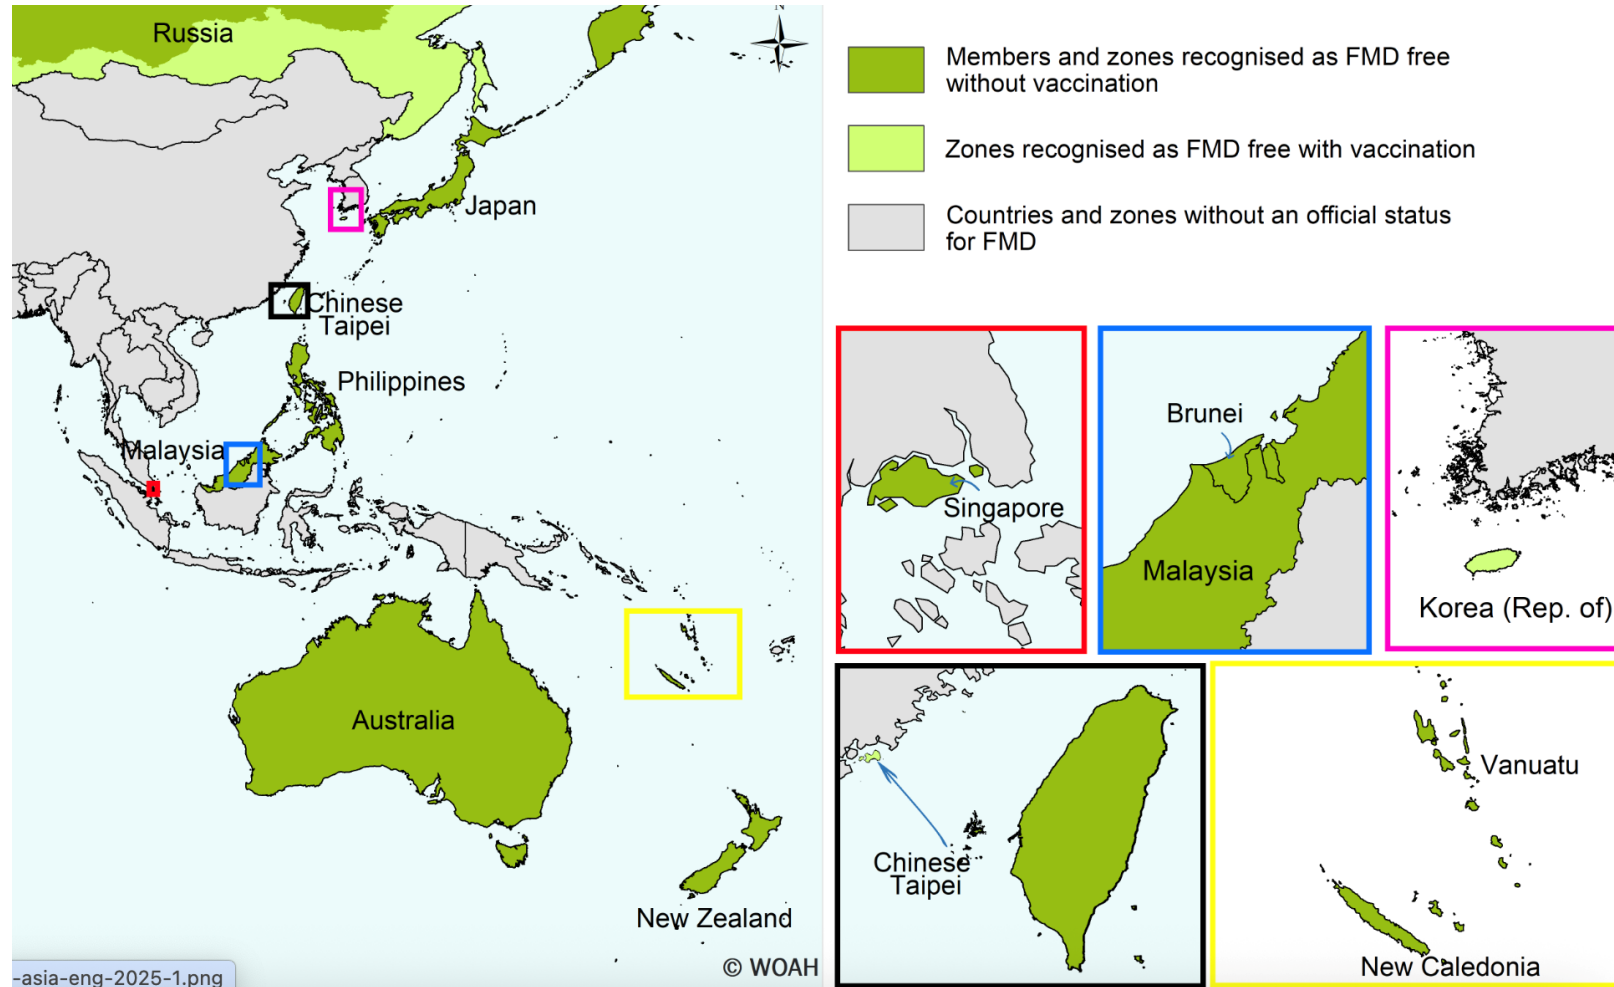 N
Russia
Japan
Chinese
Taipei
Philippines
Malaysia
Australia
New Zealand
© WOAH
-asia-eng-2025-1.png
Members and zones recognised as FMD free
without vaccination
Zones recognised as FMD free with vaccination
Countries and zones without an official status
for FMD
Singapore
Brunei
Malaysia
Korea (Rep. of)
Chinese
Taipei
Vanuatu
New Caledonia